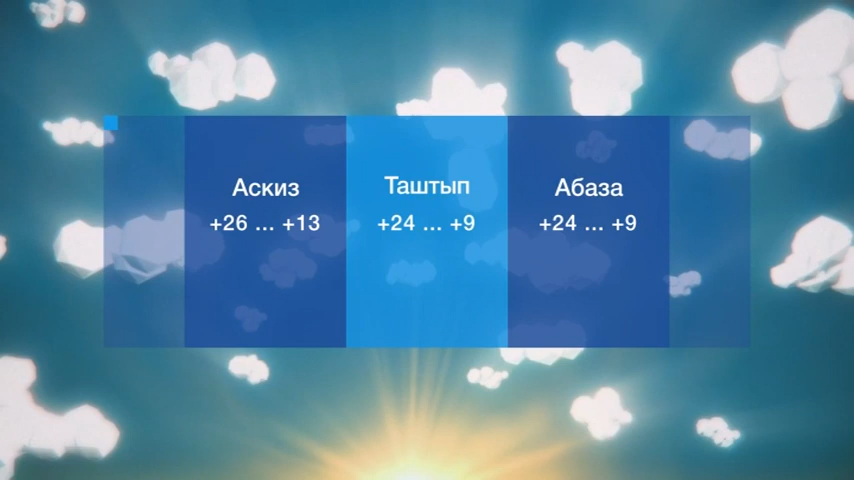 Аскиз
+26 ... +13
Таштып
+24 ... +9
Абаза
+24 ... +9